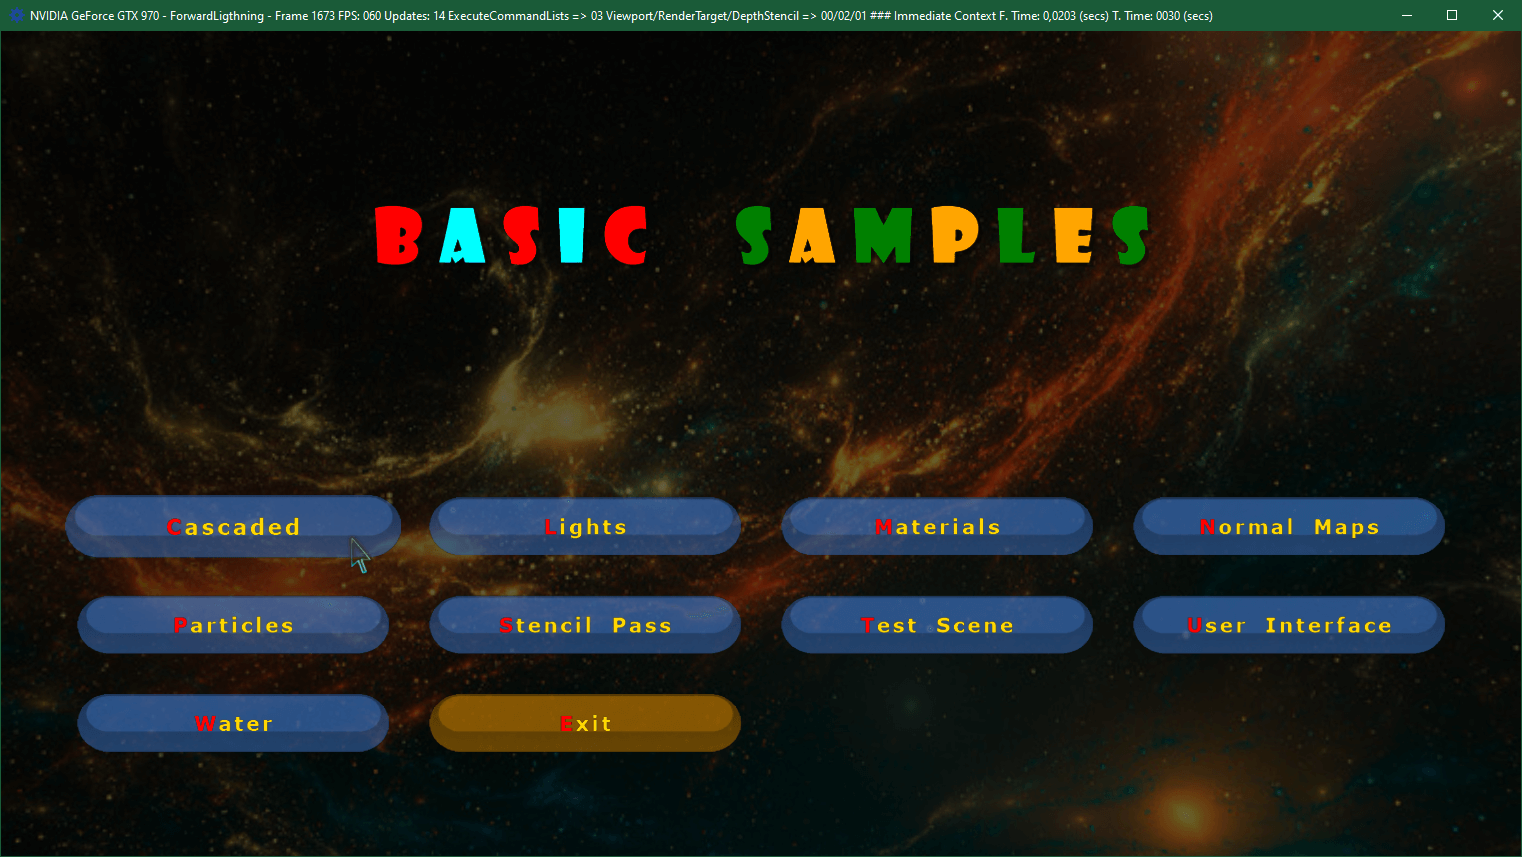 NVIDIA GeForce GTX 970 - ForwardLigthning - Frame 1673 FPS: 060 Updates: 14 ExecuteCommandLists => 03 Viewport/RenderTarget/DepthStencil => 00/02/01 ### Immediate Context F. Time: 0,0203 (secs) T. Time: 0030 (secs)
BASIC SAMPLES
Cascaded Lights Materials Normal Maps
Particles Stencil Pass Test Scene User Interface
Water Exit